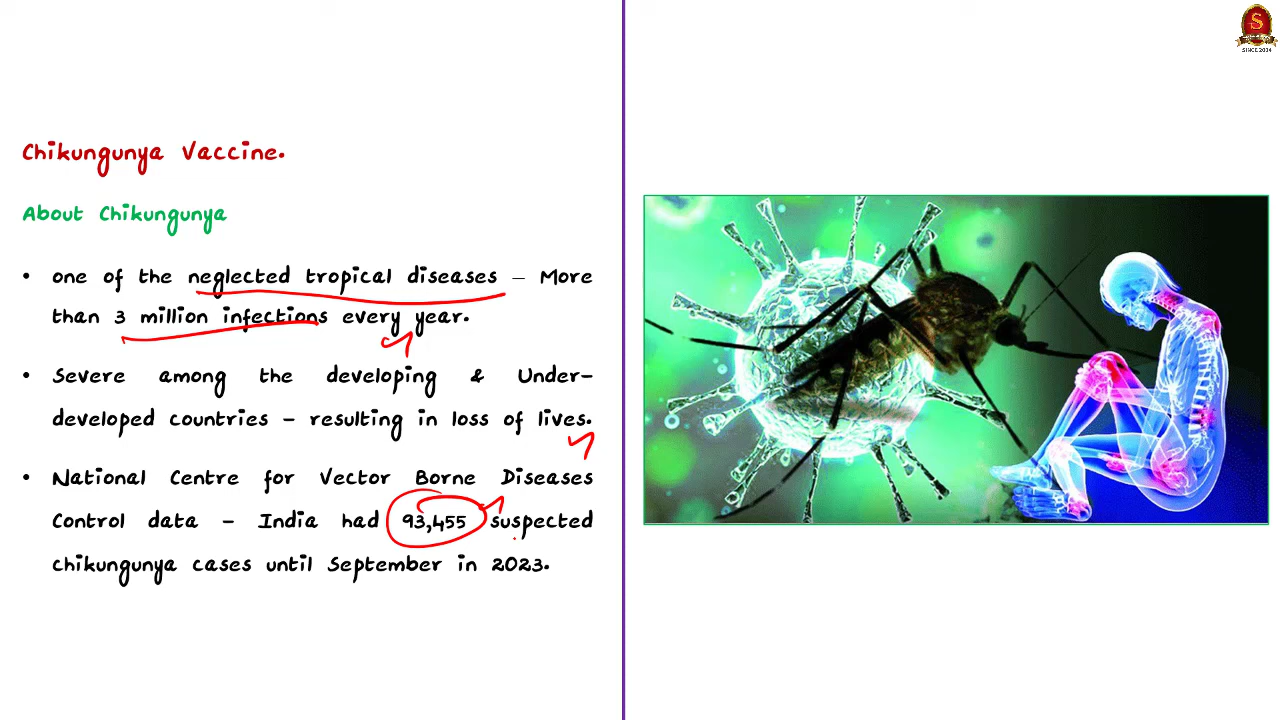 Chikungunya Vaccine.
About Chikungunya
• one of the neglected tropical diseases – More
than 3 million infections every year.
• Severe among the developing & Under-
developed countries – resulting in loss of lives.
• National Centre for Vector Borne Diseases
Control data – India had 93,455 suspected
chikungunya cases until September in 2023.
S
SINCE 2004